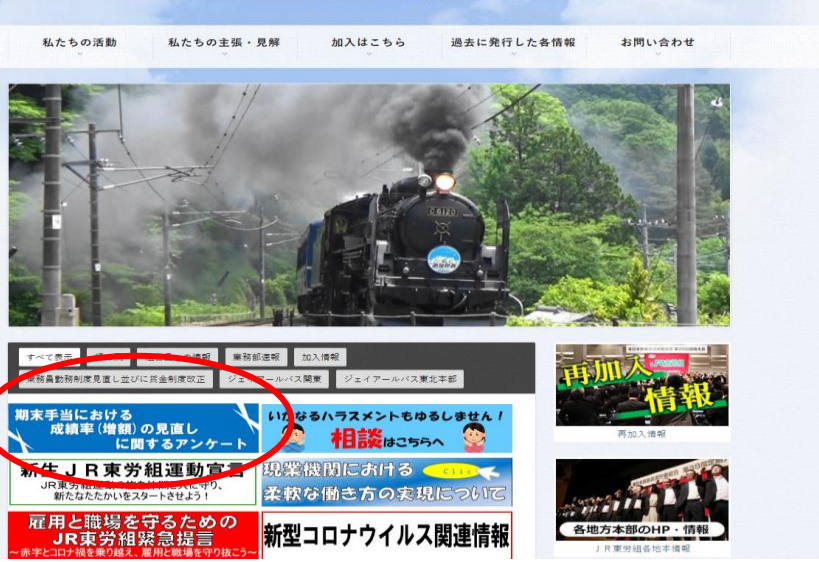 私たちの活動
私たちの主張・見解
加入はこちら
過去に発行した各情報
お問い合わせ
C6120
すべて表示
業務部速報
加入情報
乗務員勤務制度見直し並びに賃金制度改正
ジェイアールバス関東
ジェイアールバス東北本部
期末手当における
成績率(増額)の見直し
に関するアンケート
いかなるハラスメントもゆるしません!
相談はこちらへ
新生JR東労組運動宣言
新たなたたかいをスタートさせよう!
現業機関における
柔軟な働き方の実現について
雇用と職場を守るための
JR東労組緊急提言
~赤字とコロナ禍を乗り越え、雇用と職場を守り抜こう~
新型コロナウイルス関連情報
再加入
情報
再加入情報
各地方本部のHP・情報
JR東労組各地本情報